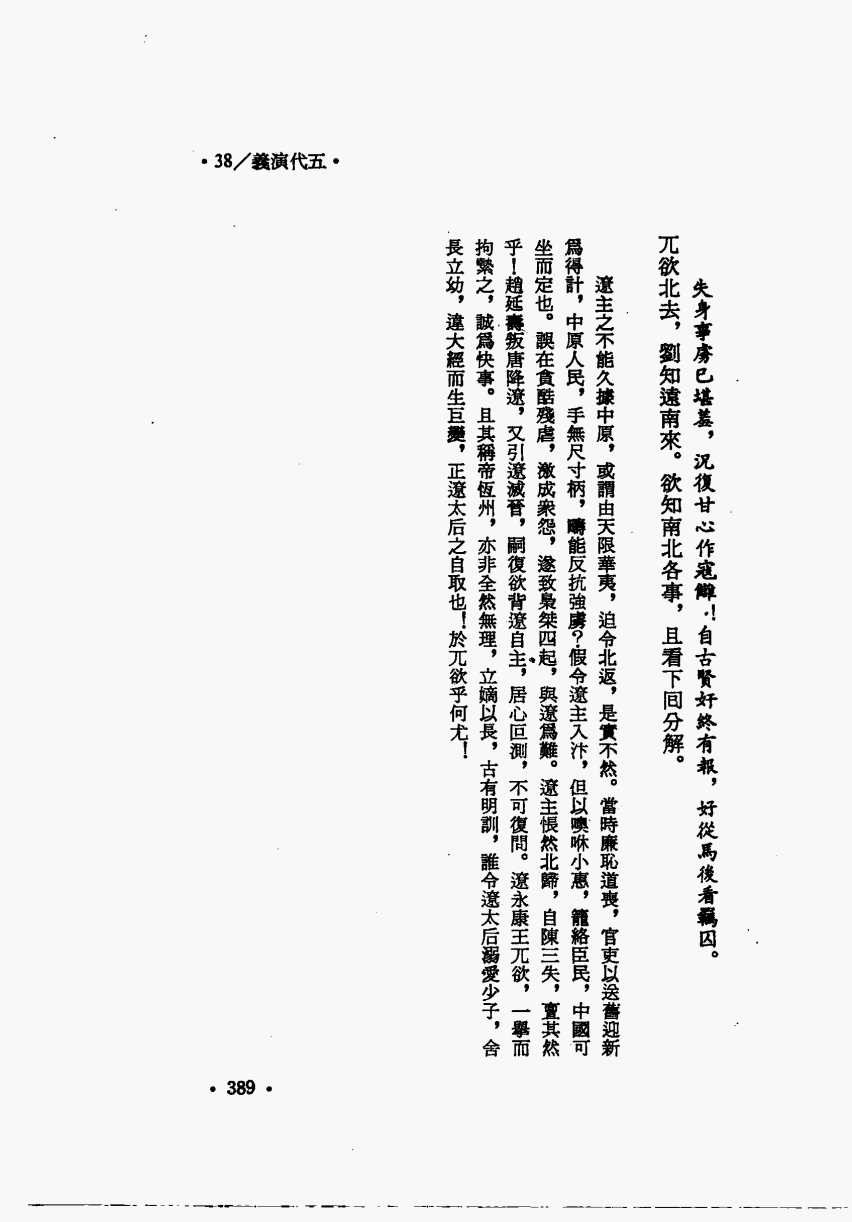 •38／五代演義•
失身事虜已堪羞，況復甘心作寇讎！自古賢奸終有報，好從馬後看羈囚。
兀欲北去，劉知遠南來。欲知南北各事，且看下回分解。
遼主之不能久據中原，或謂由天限華夷，迫令北返，是實不然。當時廉恥道喪，官吏以送舊迎新
爲得計，中原人民，手無尺寸柄，疇能反抗強虜？假令遼主入汴，但以噢咻小惠，籠絡臣民，中國可
坐而定也。誤在貪酷殘虐，激成衆怨，遂致梟桀四起，與遼爲難。遼主悵然北歸，自陳三失，亶其然
乎！趙延壽叛唐降遼，又引遼滅晉，嗣復欲背遼自主，居心叵測，不可復問。遼永康王兀欲，一舉而
拘縶之，誠爲快事。且其稱帝恆州，亦非全然無理，立嫡以長，古有明訓，誰令遼太后溺愛少子，舍
長立幼，違大經而生巨變，正遼太后之自取也！於兀欲乎何尤！
•389•